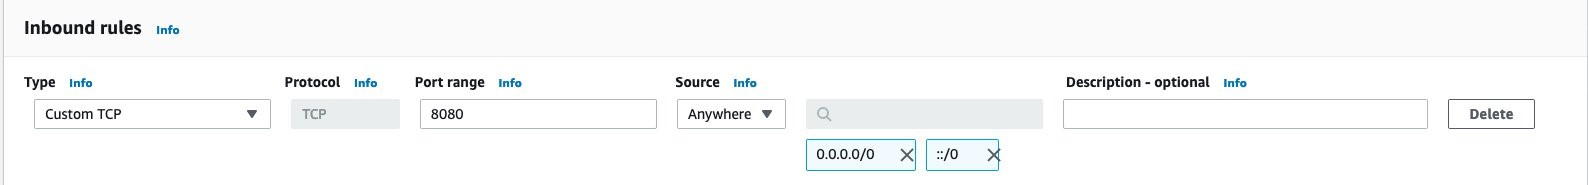 Inbound rules Info
Type Info Protocol Info Port range Info Source Info Description - optional Info
Custom TCP TCP 8080 Anywhere Delete
0.0.0.0/0 ::/0